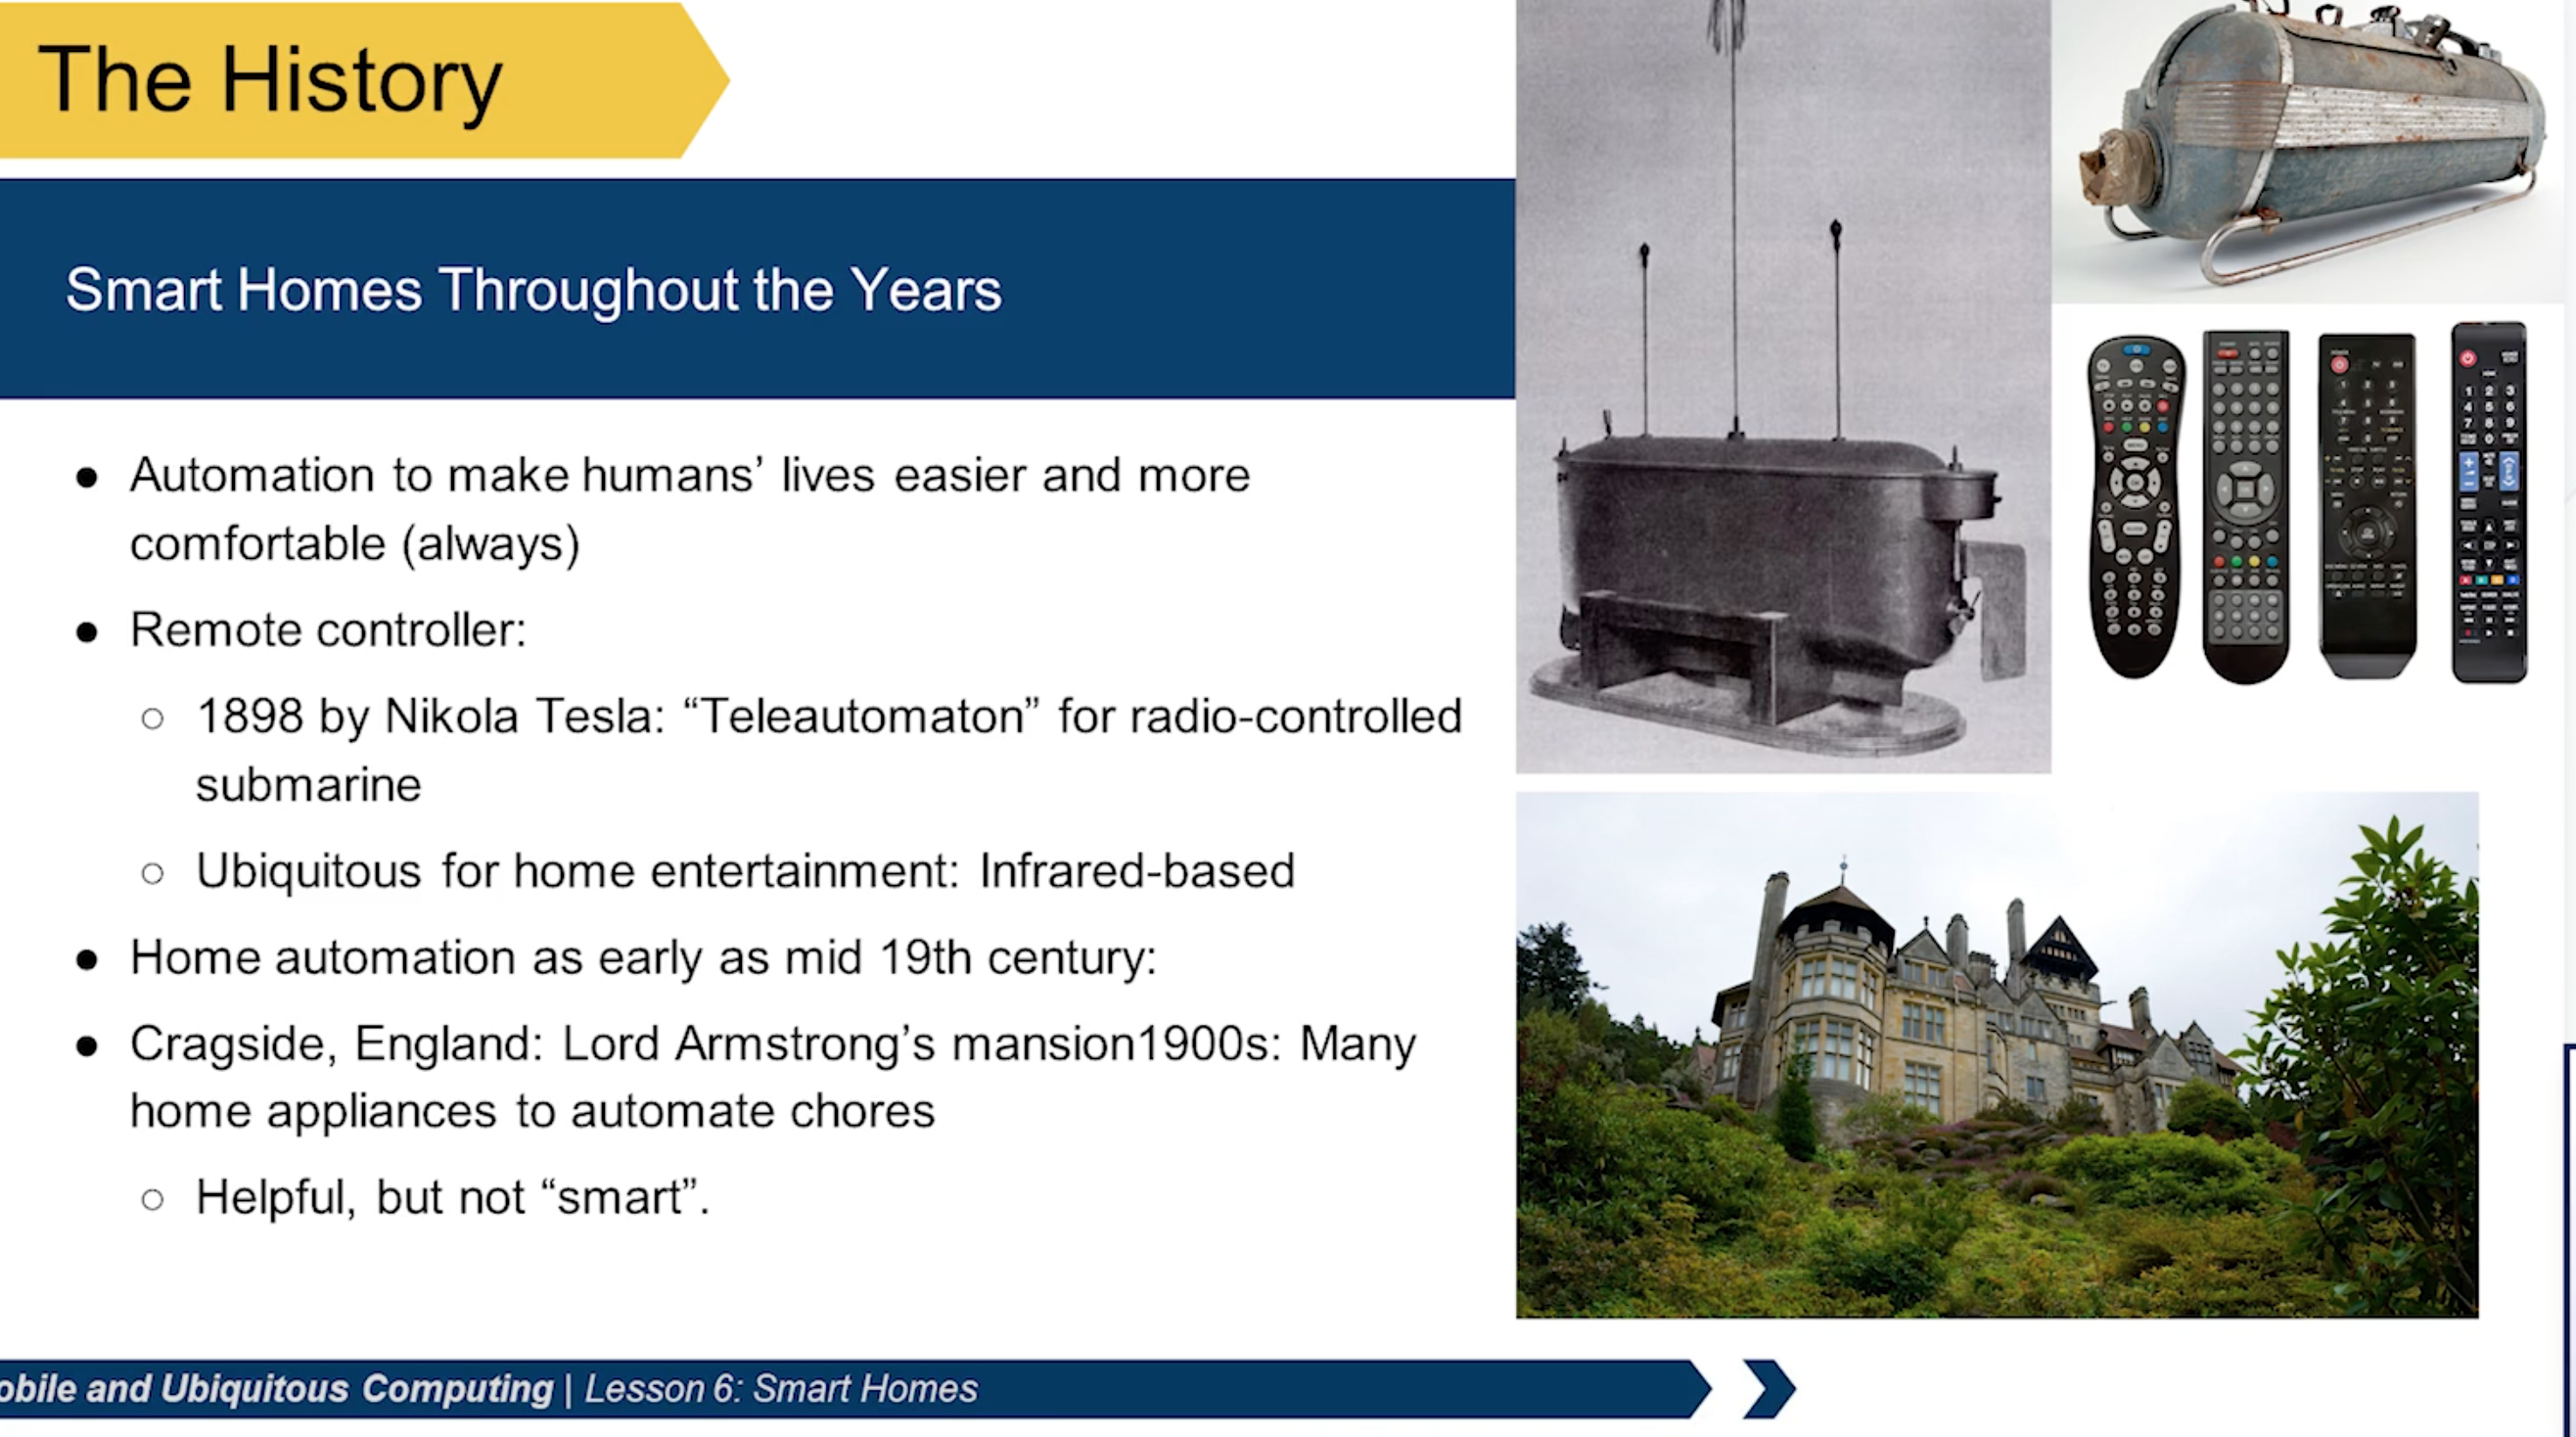 The History
Smart Homes Throughout the Years
● Automation to make humans’ lives easier and more
comfortable (always)
● Remote controller:
○ 1898 by Nikola Tesla: “Teleautomaton” for radio-controlled
submarine
○ Ubiquitous for home entertainment: Infrared-based
● Home automation as early as mid 19th century:
● Cragside, England: Lord Armstrong’s mansion1900s: Many
home appliances to automate chores
○ Helpful, but not “smart”.
obile and Ubiquitous Computing | Lesson 6: Smart Homes